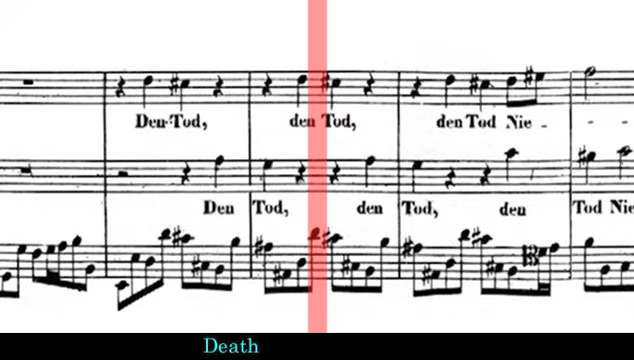 Den Tod, den Tod, den Tod Nie - - -
Den Tod, den Tod, den Tod Nie
Death